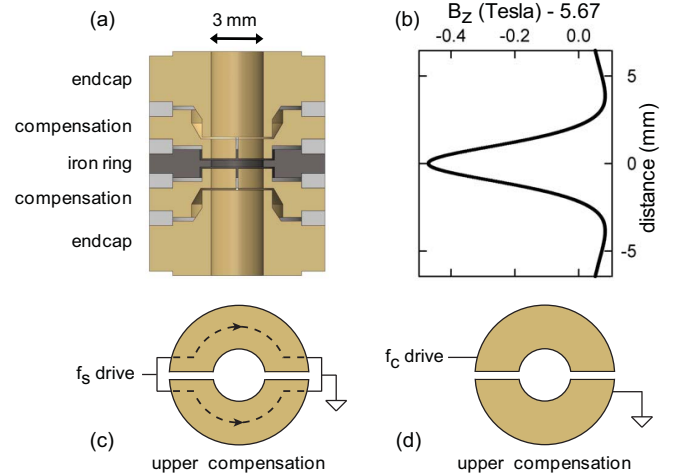 (a)
3 mm
endcap
compensation
iron ring
compensation
endcap
(b)
B_Z (Tesla) - 5.67
-0.4 -0.2 0.0
5
0
-5
distance (mm)
f_s drive
(c)
upper compensation
f_c drive
(d)
upper compensation